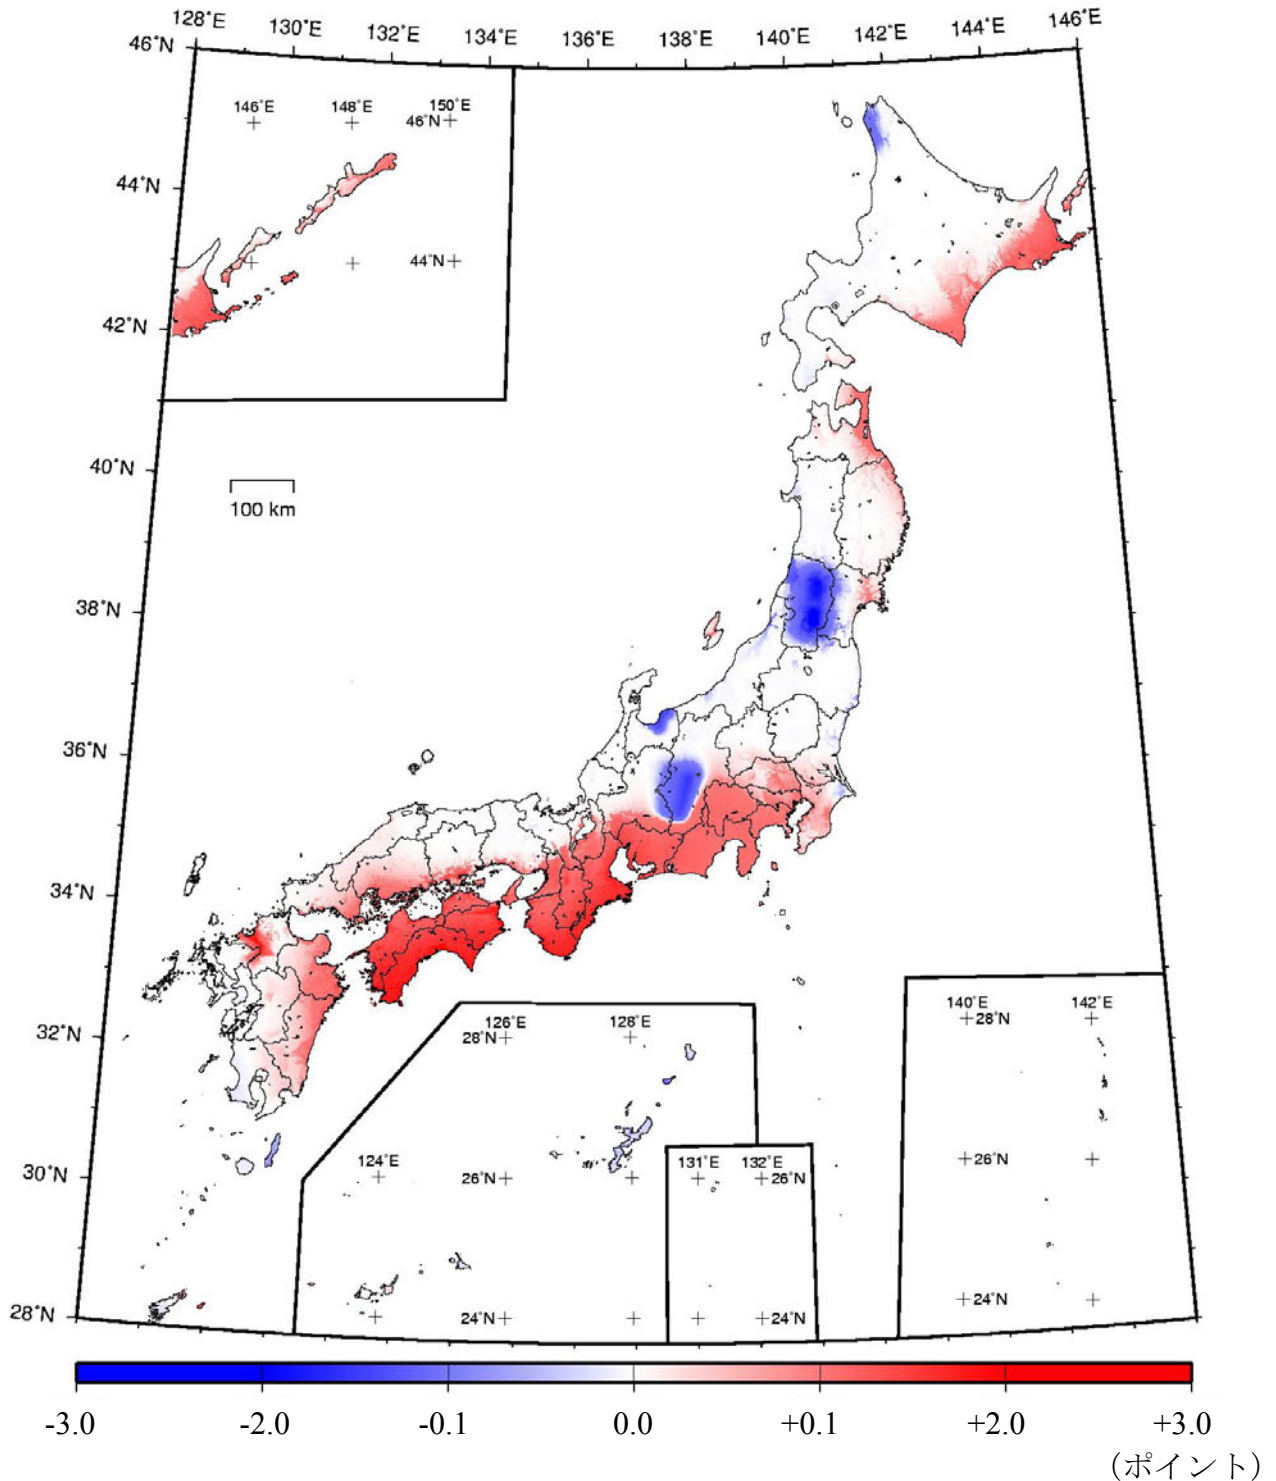 128°E 130°E 132°E 134°E 136°E 138°E 140°E 142°E 144°E 146°E
46°N
146°E 148°E 150°E
46°N
44°N
44°N
42°N
40°N
100 km
38°N
36°N
34°N
32°N
126°E 128°E
28°N
140°E 142°E
28°N
124°E
26°N
131°E 132°E
26°N
26°N
30°N
24°N
24°N
24°N
28°N
-3.0 -2.0 -0.1 0.0 +0.1 +2.0 +3.0
(ポイント)